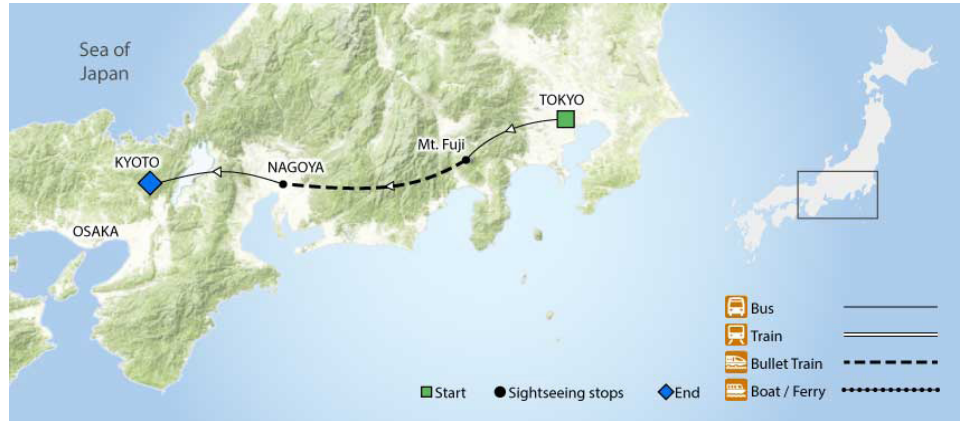 Sea of
Japan
TOKYO
Mt. Fuji
KYOTO
NAGOYA
OSAKA
Bus
Train
Bullet Train
Boat / Ferry
Start
Sightseeing stops
End